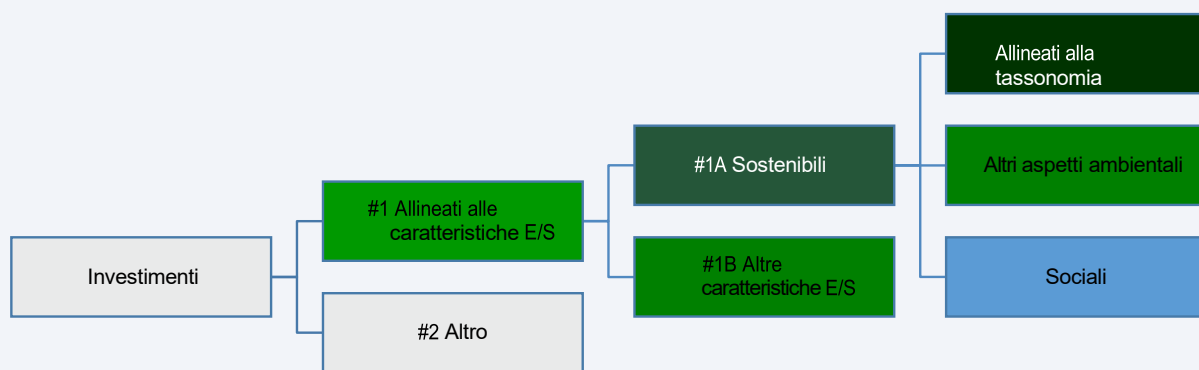 Investimenti
#1 Allineati alle
caratteristiche E/S
#2 Altro
#1A Sostenibili
#1B Altre
caratteristiche E/S
Allineati alla
tassonomia
Altri aspetti ambientali
Sociali